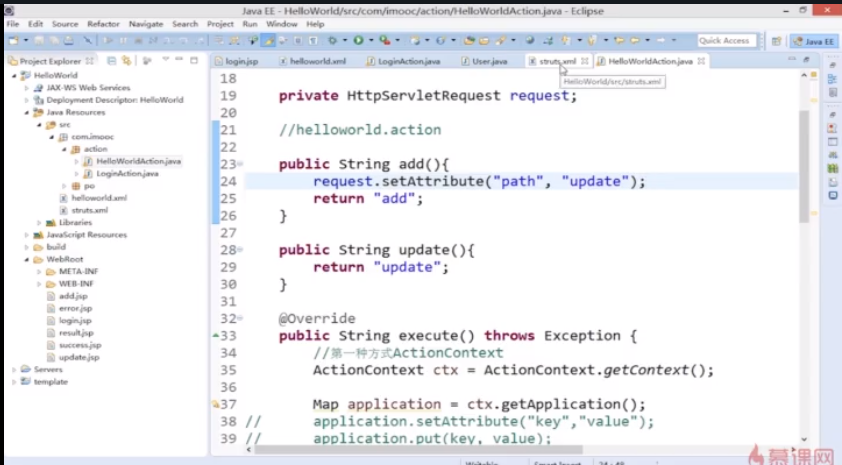 Java EE - HelloWorld/src/com/imooc/action/HelloWorldAction.java - Eclipse
File Edit Source Refactor Navigate Search Project Run Window Help
Quick Access
Java EE
Project Explorer
login.jsp helloworld.xml LoginAction.java User.java struts.xml HelloWorldAction.java
HelloWorld/src/struts.xml
HelloWorld
JAX-WS Web Services
Deployment Descriptor: HelloWorld
Java Resources
src
com.imooc
action
HelloWorldAction.java
LoginAction.java
po
helloworld.xml
struts.xml
Libraries
JavaScript Resources
build
WebRoot
META-INF
WEB-INF
add.jsp
error.jsp
login.jsp
result.jsp
success.jsp
update.jsp
Servers
template
18
19 private HttpServletRequest request;
20
21 //helloworld.action
22
23 public String add(){
24 request.setAttribute("path", "update");
25 return "add";
26 }
27
28 public String update(){
29 return "update";
30 }
31
32 @Override
33 public String execute() throws Exception {
34 //第一种方式ActionContext
35 ActionContext ctx = ActionContext.getContext();
36
37 Map application = ctx.getApplication();
38 // application.setAttribute("key","value");
39 // application.put(key, value);
慕课网